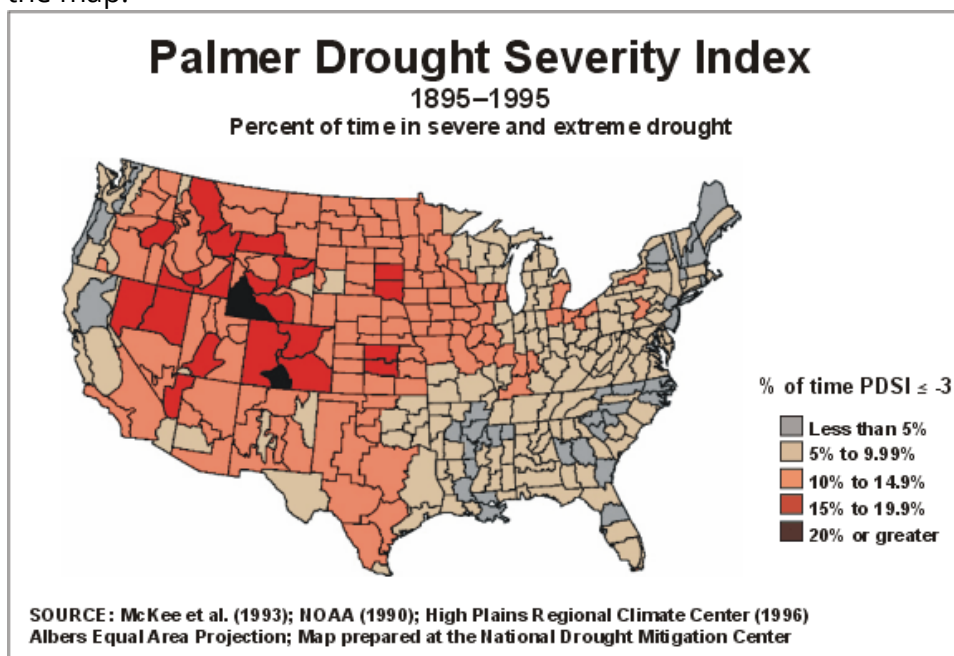 the map.
Palmer Drought Severity Index
1895–1995
Percent of time in severe and extreme drought
% of time PDSI ≤ -3
Less than 5%
5% to 9.99%
10% to 14.9%
15% to 19.9%
20% or greater
SOURCE: McKee et al. (1993); NOAA (1990); High Plains Regional Climate Center (1996)
Albers Equal Area Projection; Map prepared at the National Drought Mitigation Center